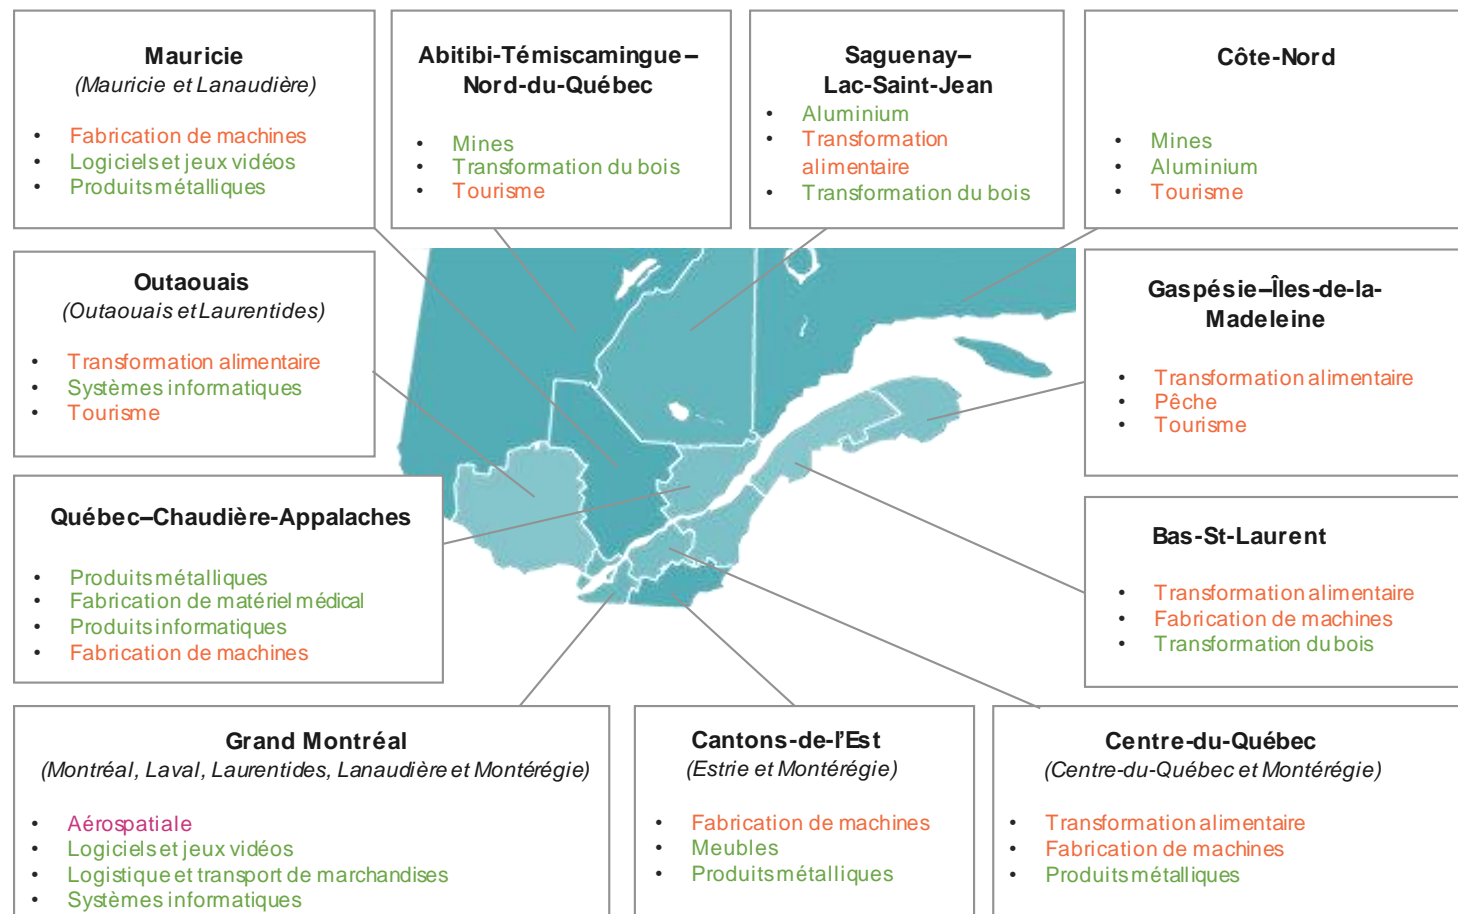 Mauricie
(Mauricie et Lanaudière)
• Fabrication de machines
• Logiciels et jeux vidéos
• Produits métalliques
Abitibi-Témiscamingue–
Nord-du-Québec
• Mines
• Transformation du bois
• Tourisme
Saguenay–
Lac-Saint-Jean
• Aluminium
• Transformation
alimentaire
• Transformation du bois
Côte-Nord
• Mines
• Aluminium
• Tourisme
Outaouais
(Outaouais et Laurentides)
• Transformation alimentaire
• Systèmes informatiques
• Tourisme
Gaspésie–Îles-de-la-
Madeleine
• Transformation alimentaire
• Pêche
• Tourisme
Québec–Chaudière-Appalaches
• Produits métalliques
• Fabrication de matériel médical
• Produits informatiques
• Fabrication de machines
Bas-St-Laurent
• Transformation alimentaire
• Fabrication de machines
• Transformation du bois
Grand Montréal
(Montréal, Laval, Laurentides, Lanaudière et Montérégie)
• Aérospatiale
• Logiciels et jeux vidéos
• Logistique et transport de marchandises
• Systèmes informatiques
Cantons-de-l'Est
(Estrie et Montérégie)
• Fabrication de machines
• Meubles
• Produits métalliques
Centre-du-Québec
(Centre-du-Québec et Montérégie)
• Transformation alimentaire
• Fabrication de machines
• Produits métalliques